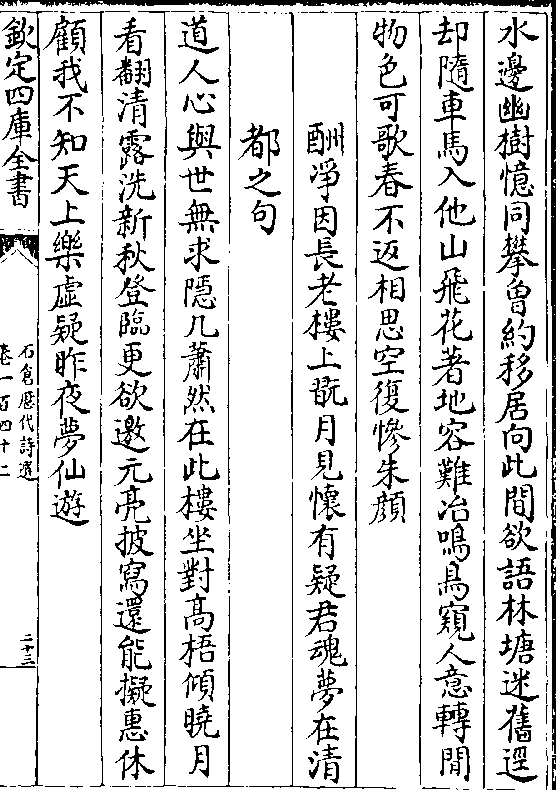 水邊幽樹憶同攀曾約移居向此間欲語林塘迷舊逕
却隨車馬入他山飛花著地容難冶鳴鳥窺人意轉閒
物色可歌春不返相思空復慘朱顔
酬淨因長老樓上翫月見懷有疑君魂夢在清
都之句
道人心與世無求隱几蕭然在此樓坐對髙梧傾曉月
看翻清露洗新秋登臨更欲邀元亮披寫還能擬惠休
顧我不知天上樂虚疑昨夜夢仙遊
欽定四庫全書
石倉歴代詩選
卷一百四十二
二十三